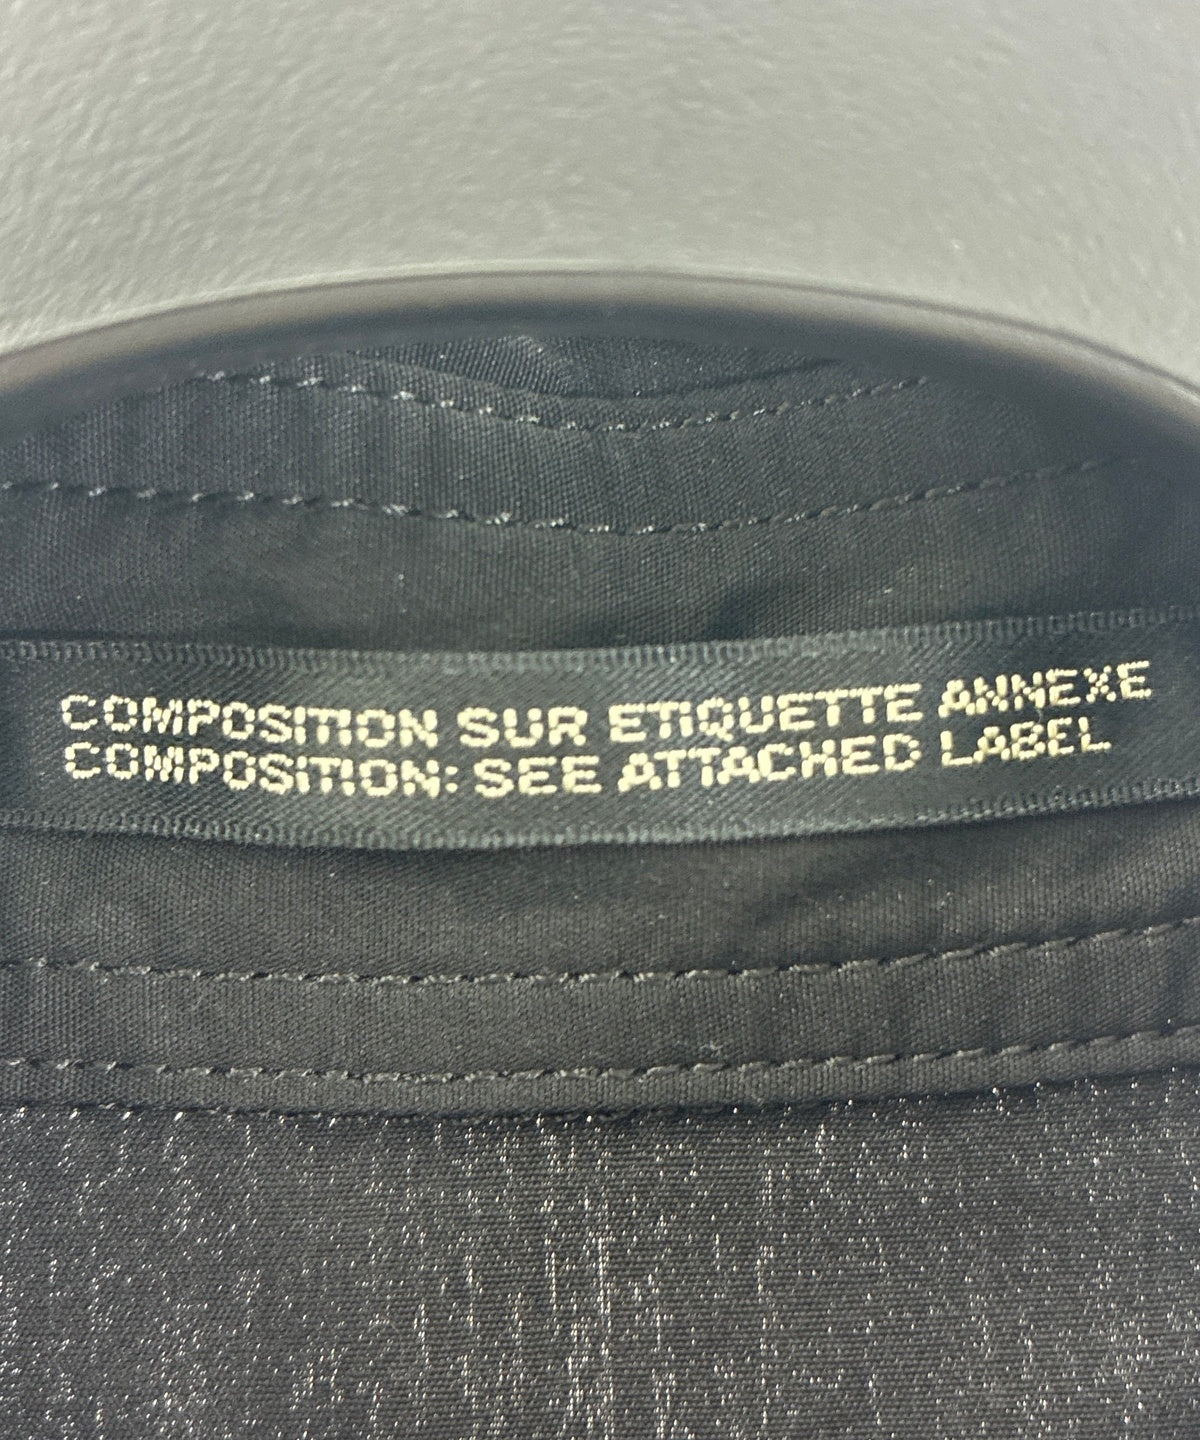 COMPOSITION SUR ETIQUETTE ANNEXE
COMPOSITION: SEE ATTACHED LABEL